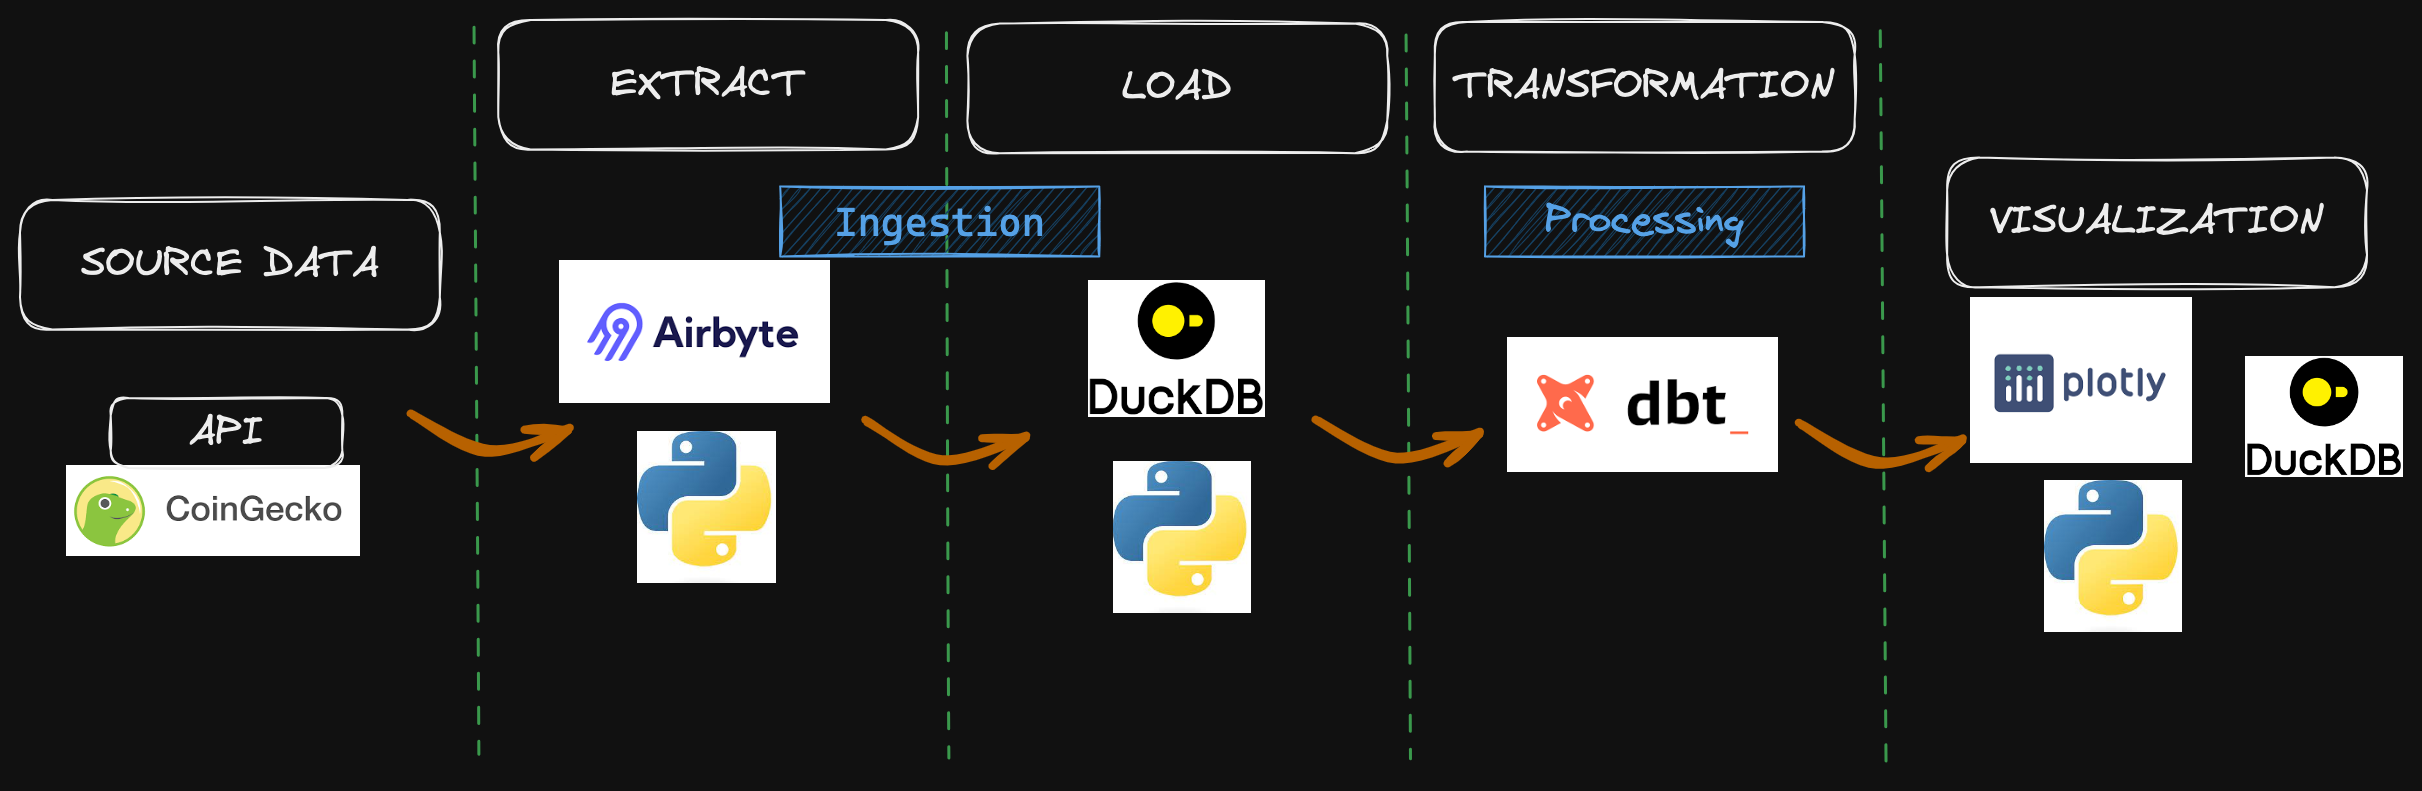 SOURCE DATA
API
CoinGecko
EXTRACT
Ingestion
Airbyte
LOAD
DuckDB
TRANSFORMATION
Processing
dbt_
VISUALIZATION
plotly
DuckDB